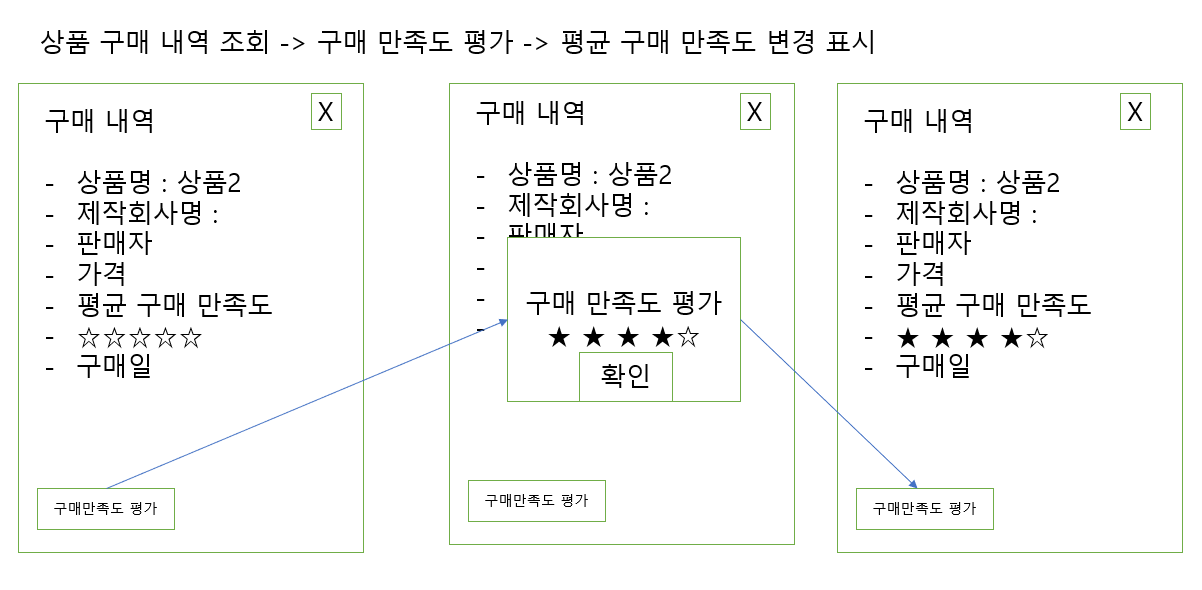 상품 구매 내역 조회 -> 구매 만족도 평가 -> 평균 구매 만족도 변경 표시
구매 내역
X
- 상품명 : 상품2
- 제작회사명 :
- 판매자
- 가격
- 평균 구매 만족도
- ☆☆☆☆☆
- 구매일
구매만족도 평가
구매 내역
X
- 상품명 : 상품2
- 제작회사명 :
- 판매자
-
-
-
구매 만족도 평가
★ ★ ★ ★☆
확인
구매만족도 평가
구매 내역
X
- 상품명 : 상품2
- 제작회사명 :
- 판매자
- 가격
- 평균 구매 만족도
- ★ ★ ★ ★☆
- 구매일
구매만족도 평가